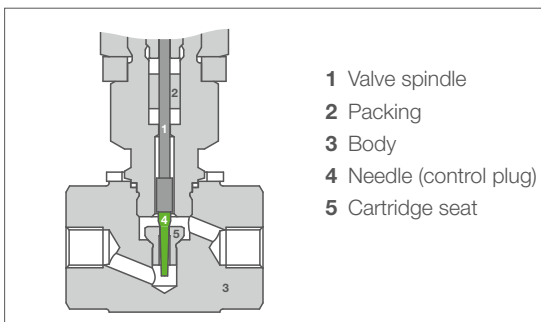 2
1
4
5
3
1 Valve spindle
2 Packing
3 Body
4 Needle (control plug)
5 Cartridge seat